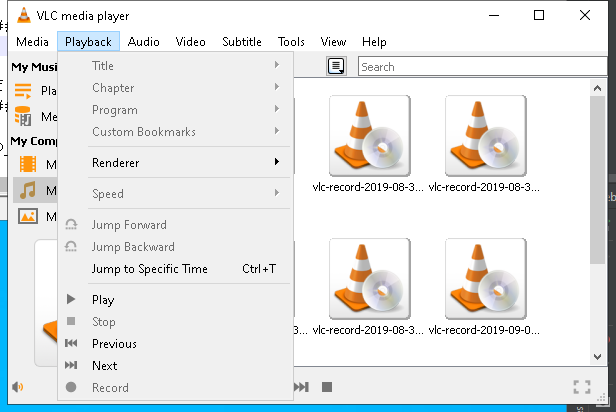 VLC media player
Media Playback Audio Video Subtitle Tools View Help
My Musi
Title
Search
Pla
Chapter
Me
Program
Custom Bookmarks
My Comp
M
Renderer
M
Speed
vlc-record-2019-08-3... vlc-record-2019-08-3...
M
Jump Forward
Jump Backward
Jump to Specific Time Ctrl+T
Play
Stop
3... vlc-record-2019-08-3... vlc-record-2019-09-0...
Previous
Next
Record